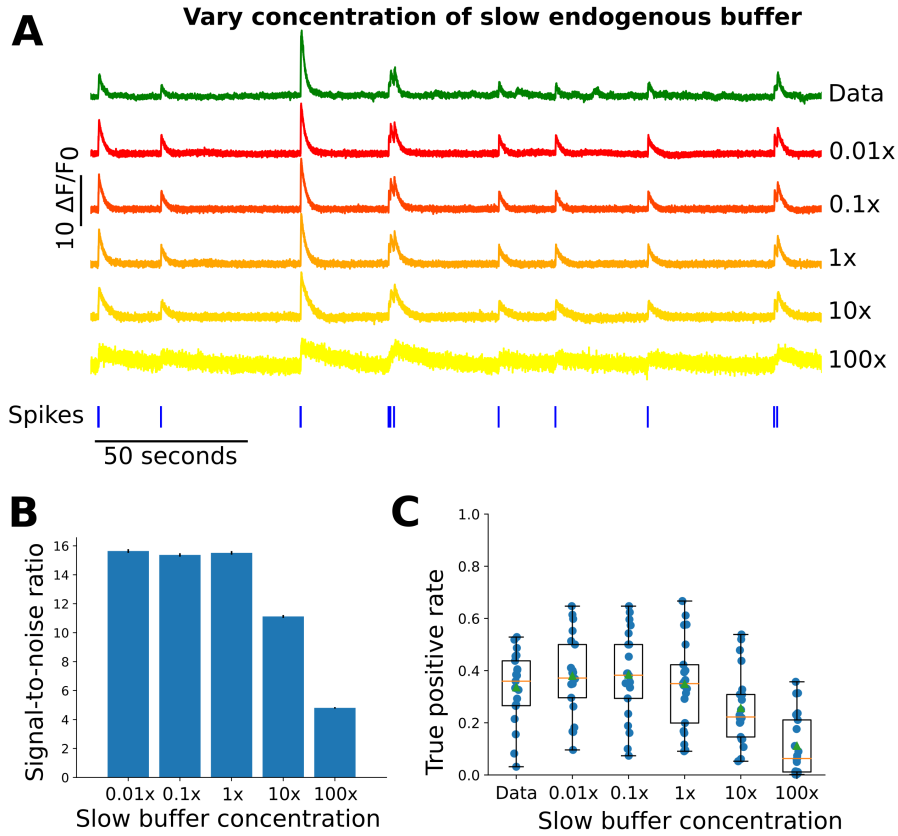 Vary concentration of slow endogenous buffer
A
Data
0.01x
0.1x
1x
10x
100x
10 ΔF/F0
Spikes
50 seconds
B
Signal-to-noise ratio
16
14
12
10
8
6
4
2
0
0.01x 0.1x 1x 10x 100x
Slow buffer concentration
C
True positive rate
1.0
0.8
0.6
0.4
0.2
0.0
Data 0.01x 0.1x 1x 10x 100x
Slow buffer concentration